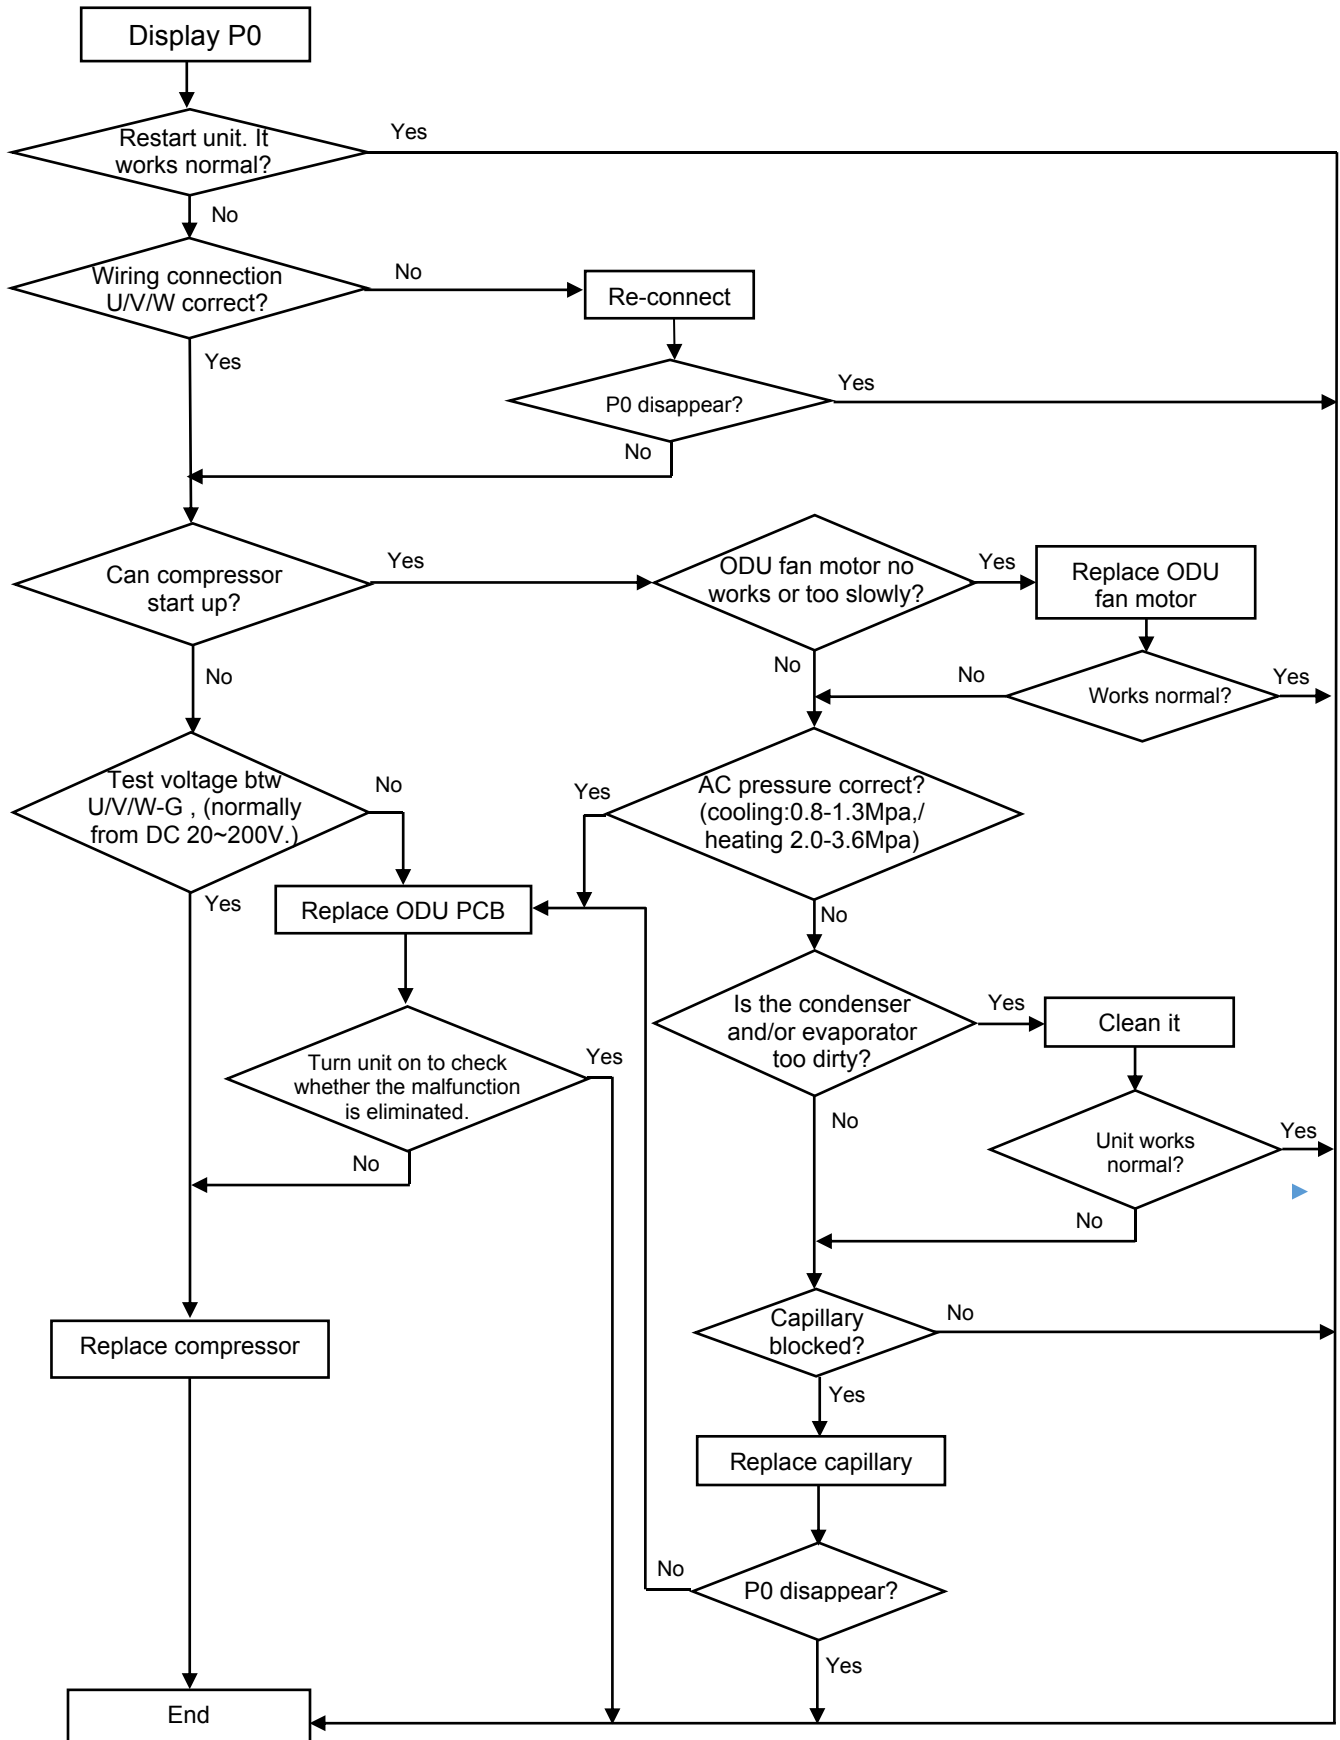 Display P0
Restart unit. It
works normal?
Yes
No
Wiring connection
U/V/W correct?
No
Re-connect
Yes
P0 disappear?
Yes
No
Can compressor
start up?
Yes
ODU fan motor no
works or too slowly?
Yes
Replace ODU
fan motor
No
No
No
Works normal?
Yes
Test voltage btw
U/V/W-G , (normally
from DC 20~200V.)
No
Yes
AC pressure correct?
(cooling:0.8-1.3Mpa,/
heating 2.0-3.6Mpa)
Yes
Replace ODU PCB
No
Is the condenser
and/or evaporator
too dirty?
Yes
Clean it
Turn unit on to check
whether the malfunction
is eliminated.
Yes
No
No
Unit works
normal?
Yes
No
Capillary
blocked?
No
Replace compressor
Yes
Replace capillary
No
P0 disappear?
Yes
End